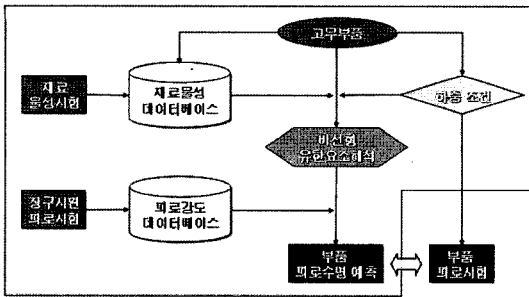 고무부품
재료
물성시험
재료물성
데이터베이스
하중 조건
비선형
유한요소해석
장구시편
피로시험
피로강도
데이터베이스
부품
피로수명 예측
부품
피로시험